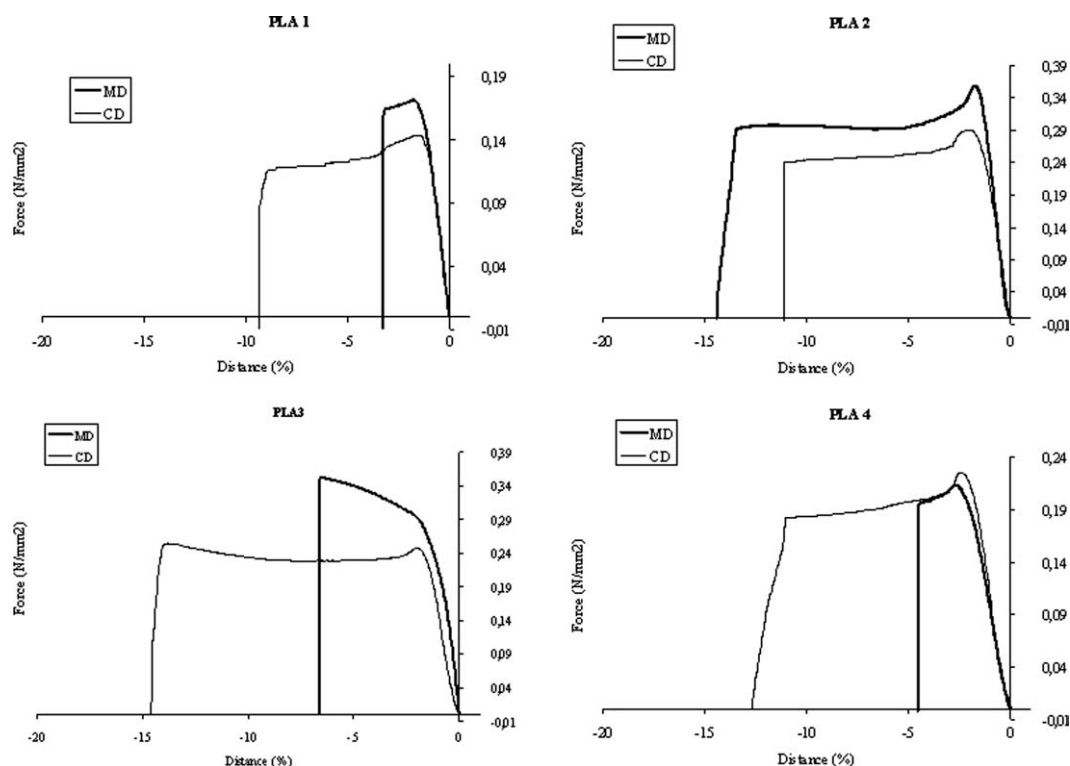 PLA 1
MD
CD
0,19
0,14
0,09
0,04
-0,01
Force (N/mm2)
-20
-15
-10
-5
0
Distance (%)
PLA 2
MD
CD
0,39
0,34
0,29
0,24
0,19
0,14
0,09
0,04
-0,01
Force (N/mm2)
-20
-15
-10
-5
0
Distance (%)
PLA3
MD
CD
0,39
0,34
0,29
0,24
0,19
0,14
0,09
0,04
-0,01
Force (N/mm2)
-20
-15
-10
-5
0
Distance (%)
PLA 4
MD
CD
0,24
0,19
0,14
0,09
0,04
-0,01
Force (N/mm2)
-20
-15
-10
-5
0
Distance (%)